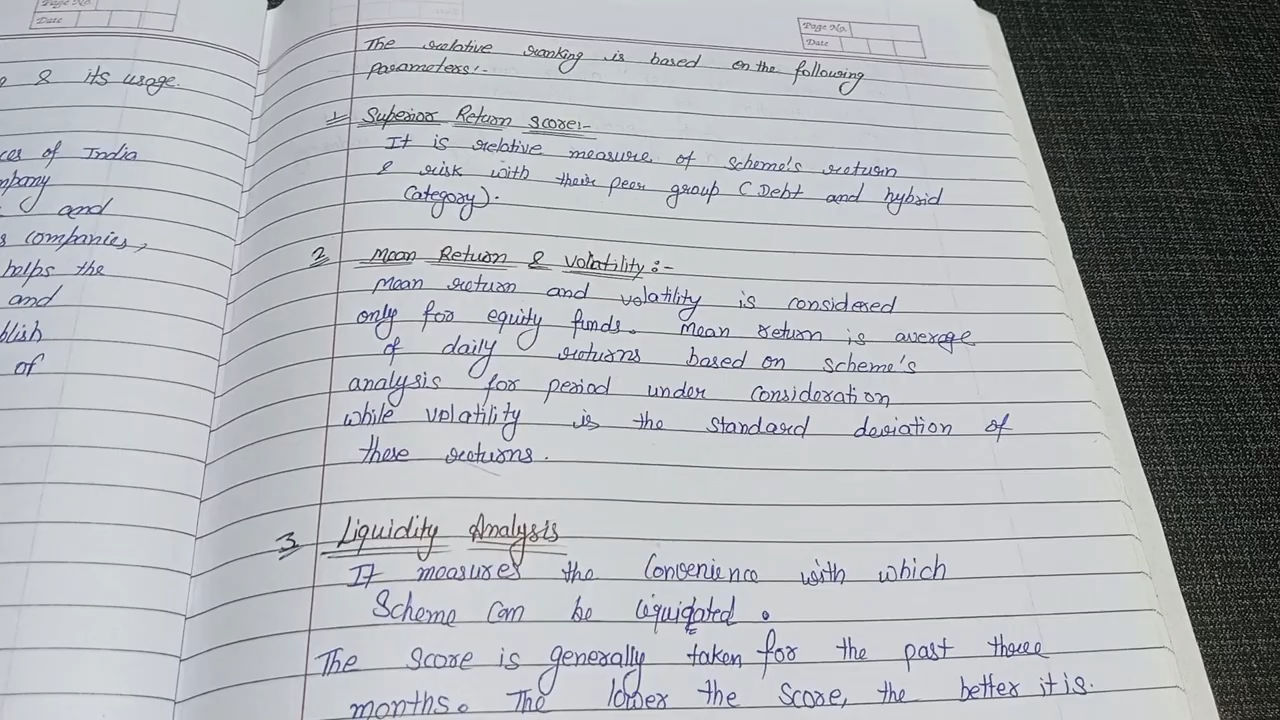 Page No.
Date
& its usage.
of India
and
companies,
helps the
and
of
Page No.
Date
The relative ranking is based on the following
parameters:-
1 Superior Return Score:-
It is relative measure of scheme's return
& risk with their peer group (Debt and hybrid
Category).
2 Mean Return & Volatility:-
Mean return and volatility is considered
only for equity funds. Mean return is average
of daily returns based on scheme's
analysis for period under consideration
while volatility is the standard deviation of
these returns.
3 Liquidity Analysis
It measures the Convenience with which
Scheme can be liquidated.
The score is generally taken for the past three
months. The lower the score, the better it is.